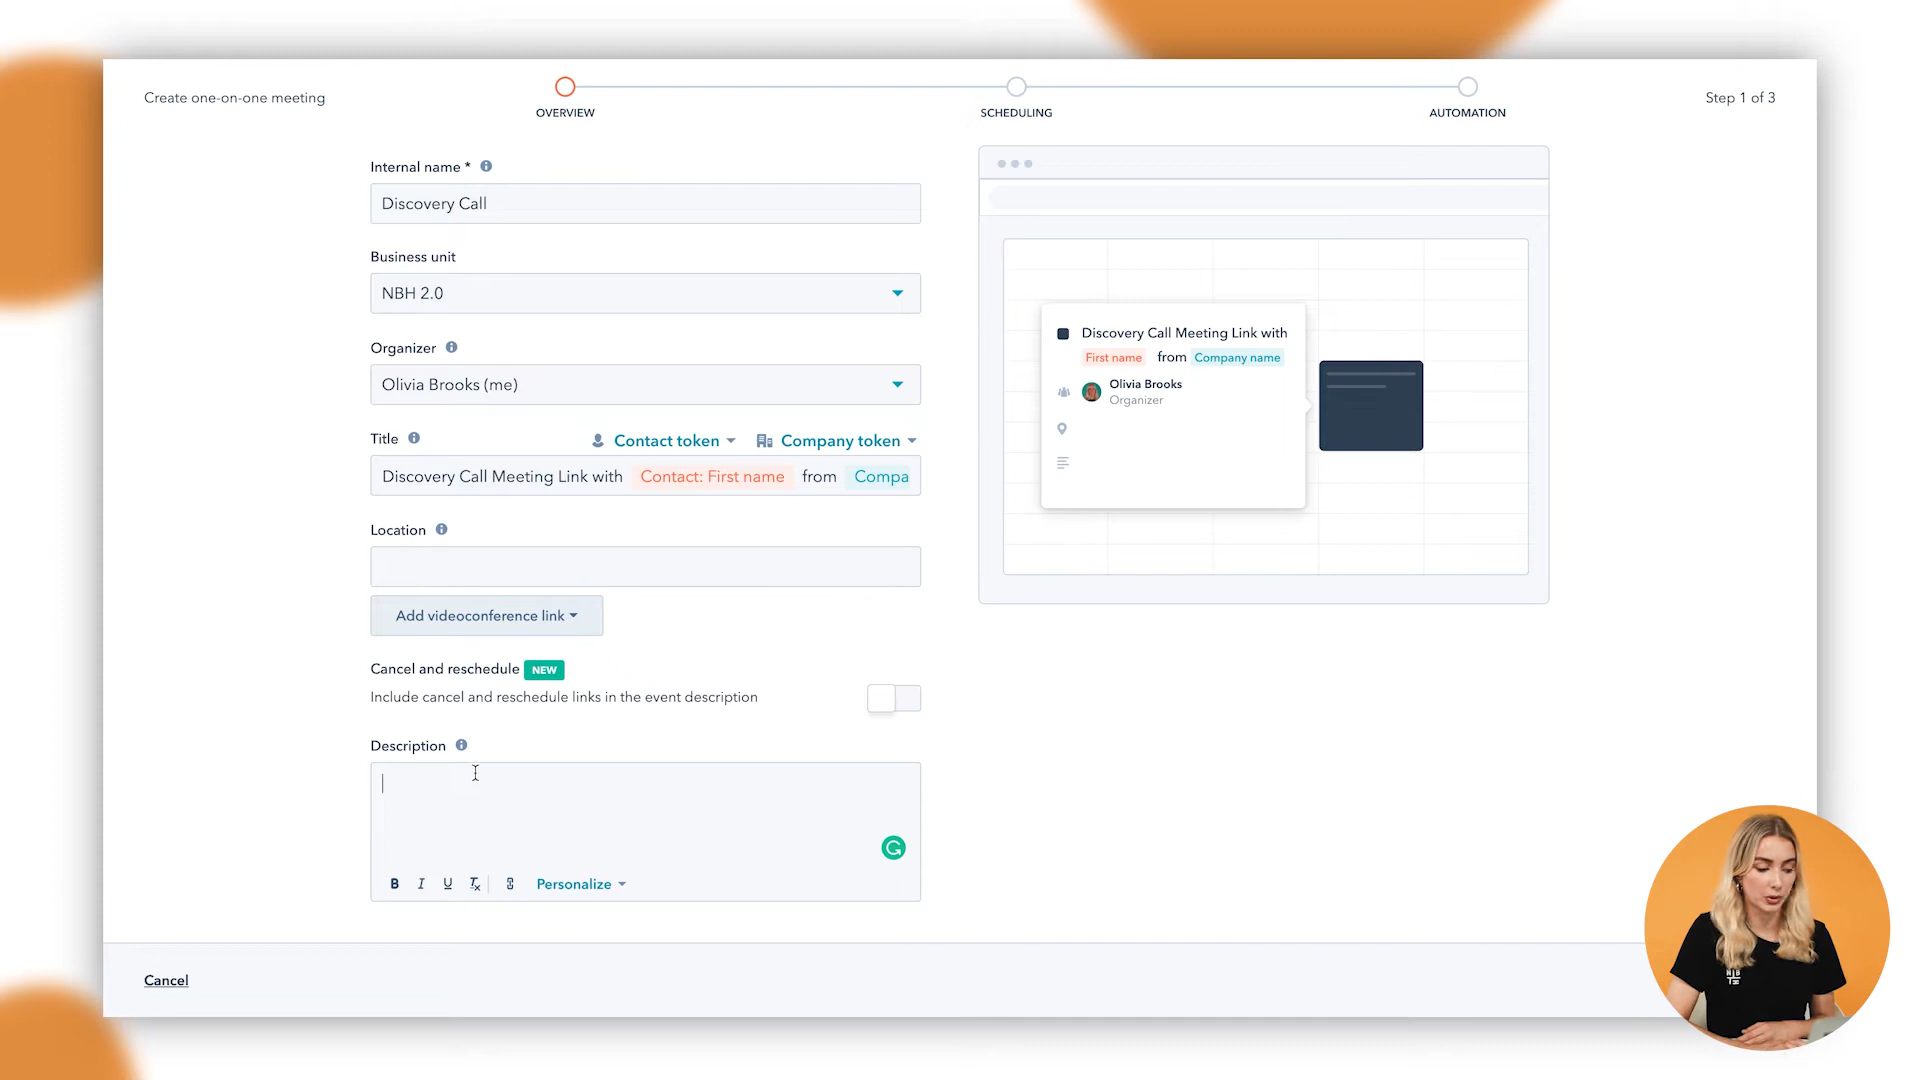 Create one-on-one meeting
OVERVIEW
SCHEDULING
AUTOMATION
Step 1 of 3
Internal name *
Discovery Call
Business unit
NBH 2.0
Organizer
Olivia Brooks (me)
Title
Contact token
Company token
Discovery Call Meeting Link with Contact: First name from Compa
Location
Add videoconference link
Cancel and reschedule NEW
Include cancel and reschedule links in the event description
Description
B I U Tx
Personalize
Cancel
Discovery Call Meeting Link with
First name from Company name
Olivia Brooks
Organizer